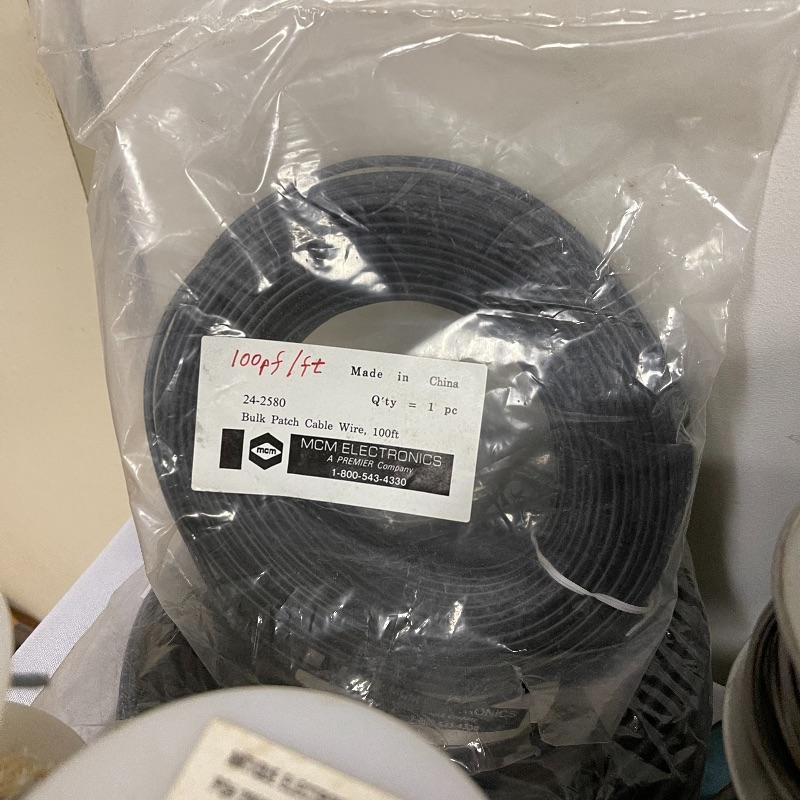 100pf/ft Made in China
24-2580 Q'ty = 1 pc
Bulk Patch Cable Wire, 100ft
mcm MCM ELECTRONICS
A PREMIER Company
1-800-543-4330